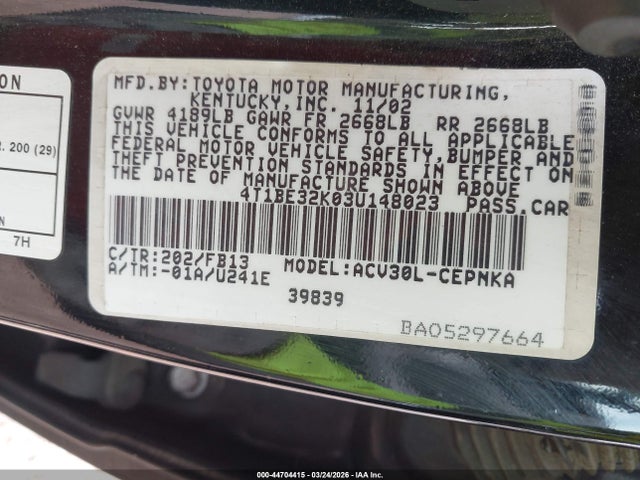 ON
R. 200 (29)
N
7H
MFD.BY:TOYOTA MOTOR MANUFACTURING,
KENTUCKY,INC. 11/02
GVWR 4189LB GAWR FR 2668LB RR 2668LB
THIS VEHICLE CONFORMS TO ALL APPLICABLE
FEDERAL MOTOR VEHICLE SAFETY,BUMPER AND
THEFT PREVENTION STANDARDS IN EFFECT ON
THE DATE OF MANUFACTURE SHOWN ABOVE
4T1BE32K03U148023 PASS.CAR
C/TR:202/FB13 MODEL:ACV30L-CEPNKA
A/TM:-01A/U241E
39839
BA05297664
000-44704415 - 03/24/2026 - IAA Inc.